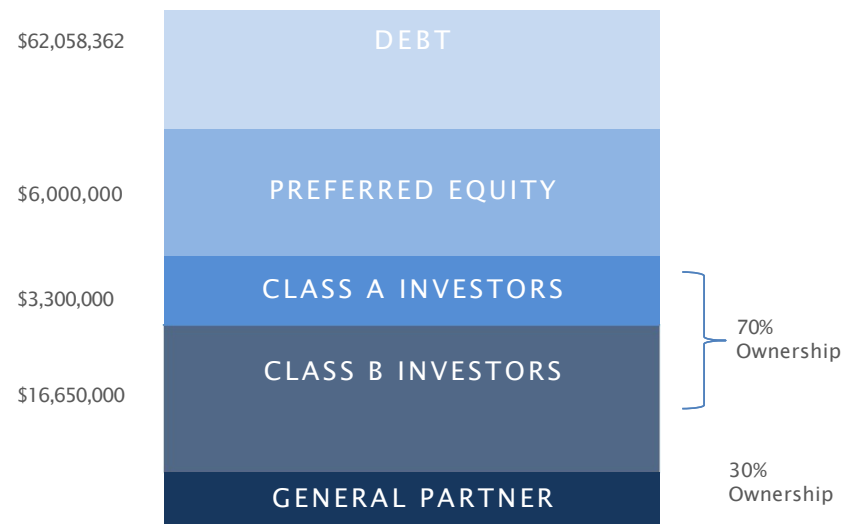 $62,058,362
DEBT
$6,000,000
PREFERRED EQUITY
$3,300,000
CLASS A INVESTORS
70%
Ownership
$16,650,000
CLASS B INVESTORS
30%
Ownership
GENERAL PARTNER